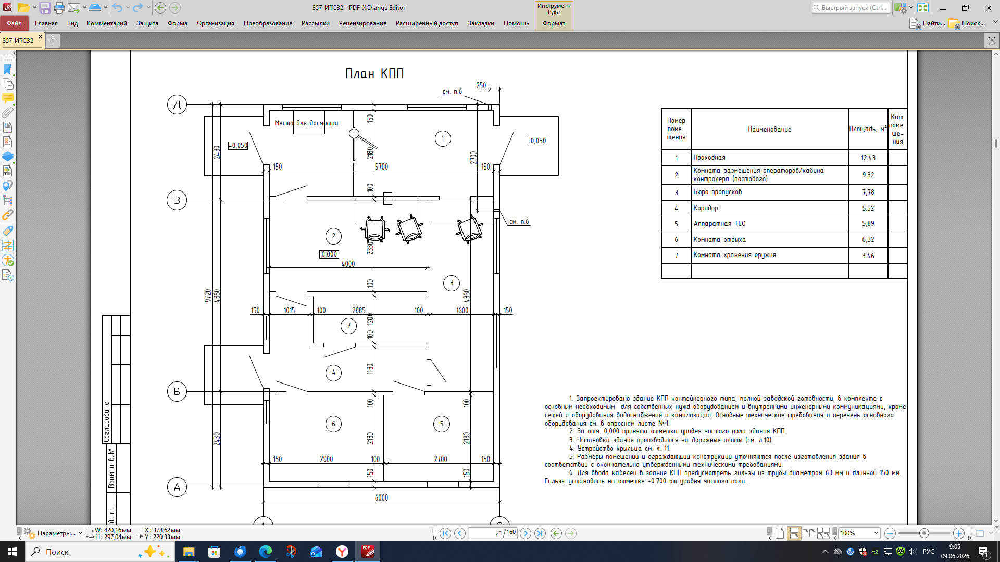 357-ИТС32 - PDF-XChange Editor
Инструмент
Рука
Быстрый запуск (Ctrl...
Файл
Главная
Вид
Комментарий
Защита
Форма
Организация
Преобразование
Рассылки
Рецензирование
Расширенный доступ
Закладки
Помощь
Формат
Найти...
Поиск...
357-ИТС32
План КПП
250
см. п.6
Д
Место для досмотра
150
1
-0,050
-0,050
2430
2180
2700
150
5700
150
100
В
см. п.6
2
2330
0,000
4000
100
3
9720
4860
4860
150
1015
100
2885
100
1600
150
1200
7
100
4
1130
Б
100
100
6
5
2430
2180
2180
150
2900
100
2700
150
150
150
А
6000
Согласовано
Взам. инв. №
дата
Номер
поме-
щения
Наименование
Площадь, м²
Кат.
поме-
ще-
ния
1 Проходная 12.43
2 Комната размещения операторов/кабина
контролера (постового) 9.32
3 Бюро пропусков 7,78
4 Коридор 5.52
5 Аппаратная ТСО 5,89
6 Комната отдыха 6,32
7 Комната хранения оружия 3.46
1. Запроектировано здание КПП контейнерного типа, полной заводской готовности, в комплекте с
основным необходимым для собственных нужд оборудованием и внутренними инженерными коммуникациями, кроме
сетей и оборудования водоснабжения и канализации. Основные технические требования и перечень основного
оборудования см. в опросном листе №1.
2. За отм. 0,000 принята отметка уровня чистого пола здания КПП.
3. Установка здания производится на дорожные плиты (см. л.10).
4. Устройство крыльца см. л. 11.
5. Размеры помещений и ограждающий конструкций уточняются после изготовления здания в
соответствии с окончательно утвержденными техническими требованиями.
6. Для ввода кабелей в здание КПП предусмотреть гильзы из трубы диаметром 63 мм и длинной 150 мм.
Гильзы установить на отметке +0.700 от уровня чистого пола.
Параметры...
W: 420,16мм
H: 297,04мм
X : 378,62мм
Y : 220,33мм
21 / 160
100%
Поиск
PDF
РУС
9:05
09.06.2026
1